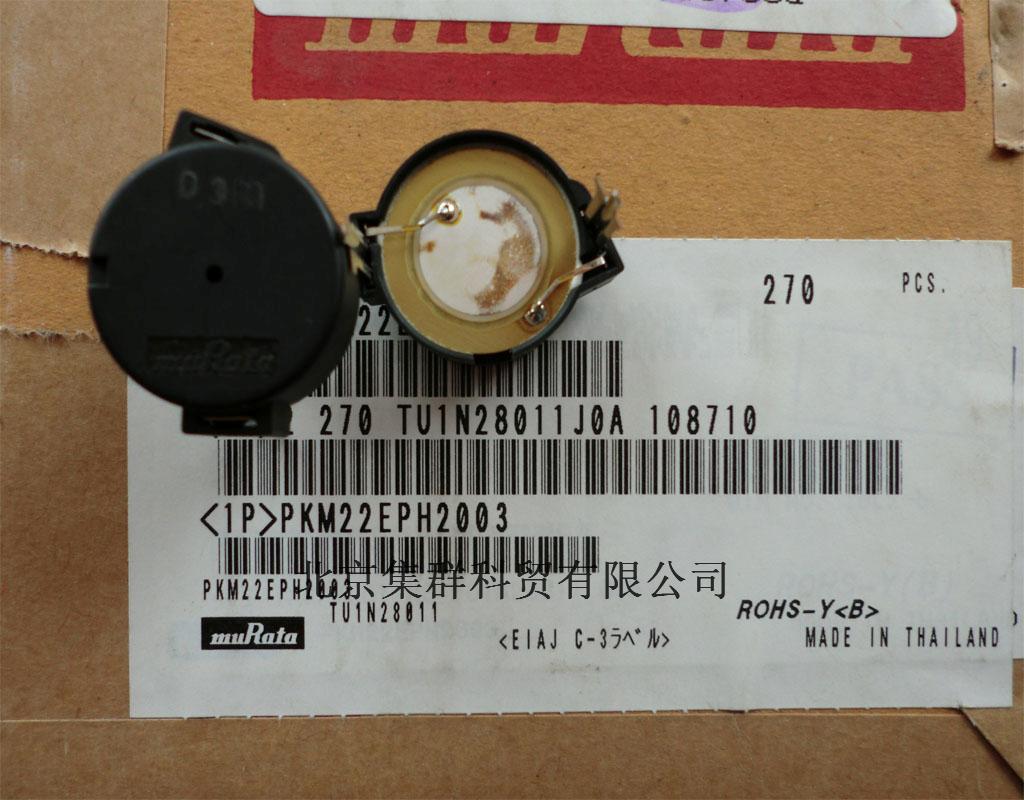 270 PCS.
muRata
270 TU1N28011J0A 108710
<1P>PKM22EPH2003
北京集群科贸有限公司
PKM22EPH2003
TU1N28011
ROHS-Y<B>
muRata
<EIAJ C-3ラベル>
MADE IN THAILAND